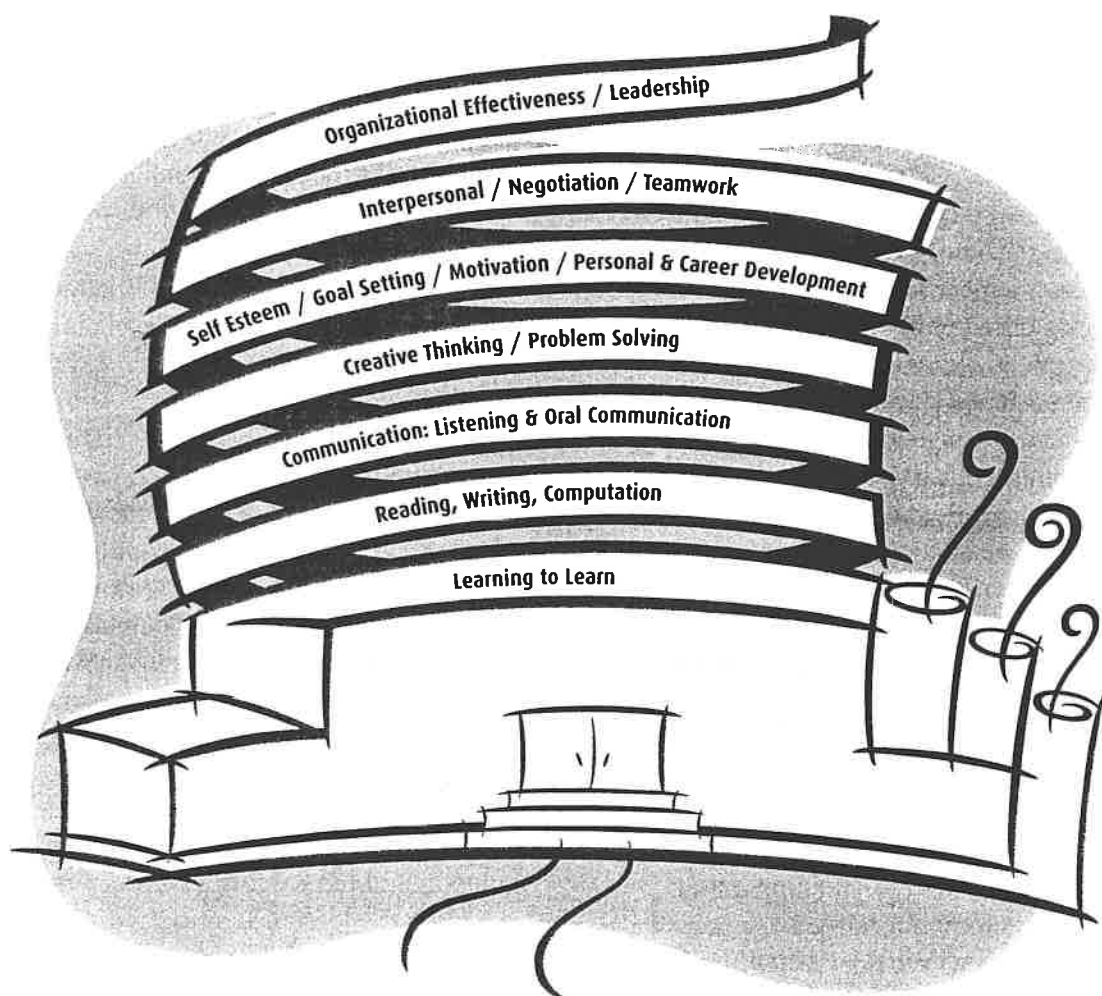 Organizational Effectiveness / Leadership
Interpersonal / Negotiation / Teamwork
Self Esteem / Goal Setting / Motivation / Personal & Career Development
Creative Thinking / Problem Solving
Communication: Listening & Oral Communication
Reading, Writing, Computation
Learning to Learn